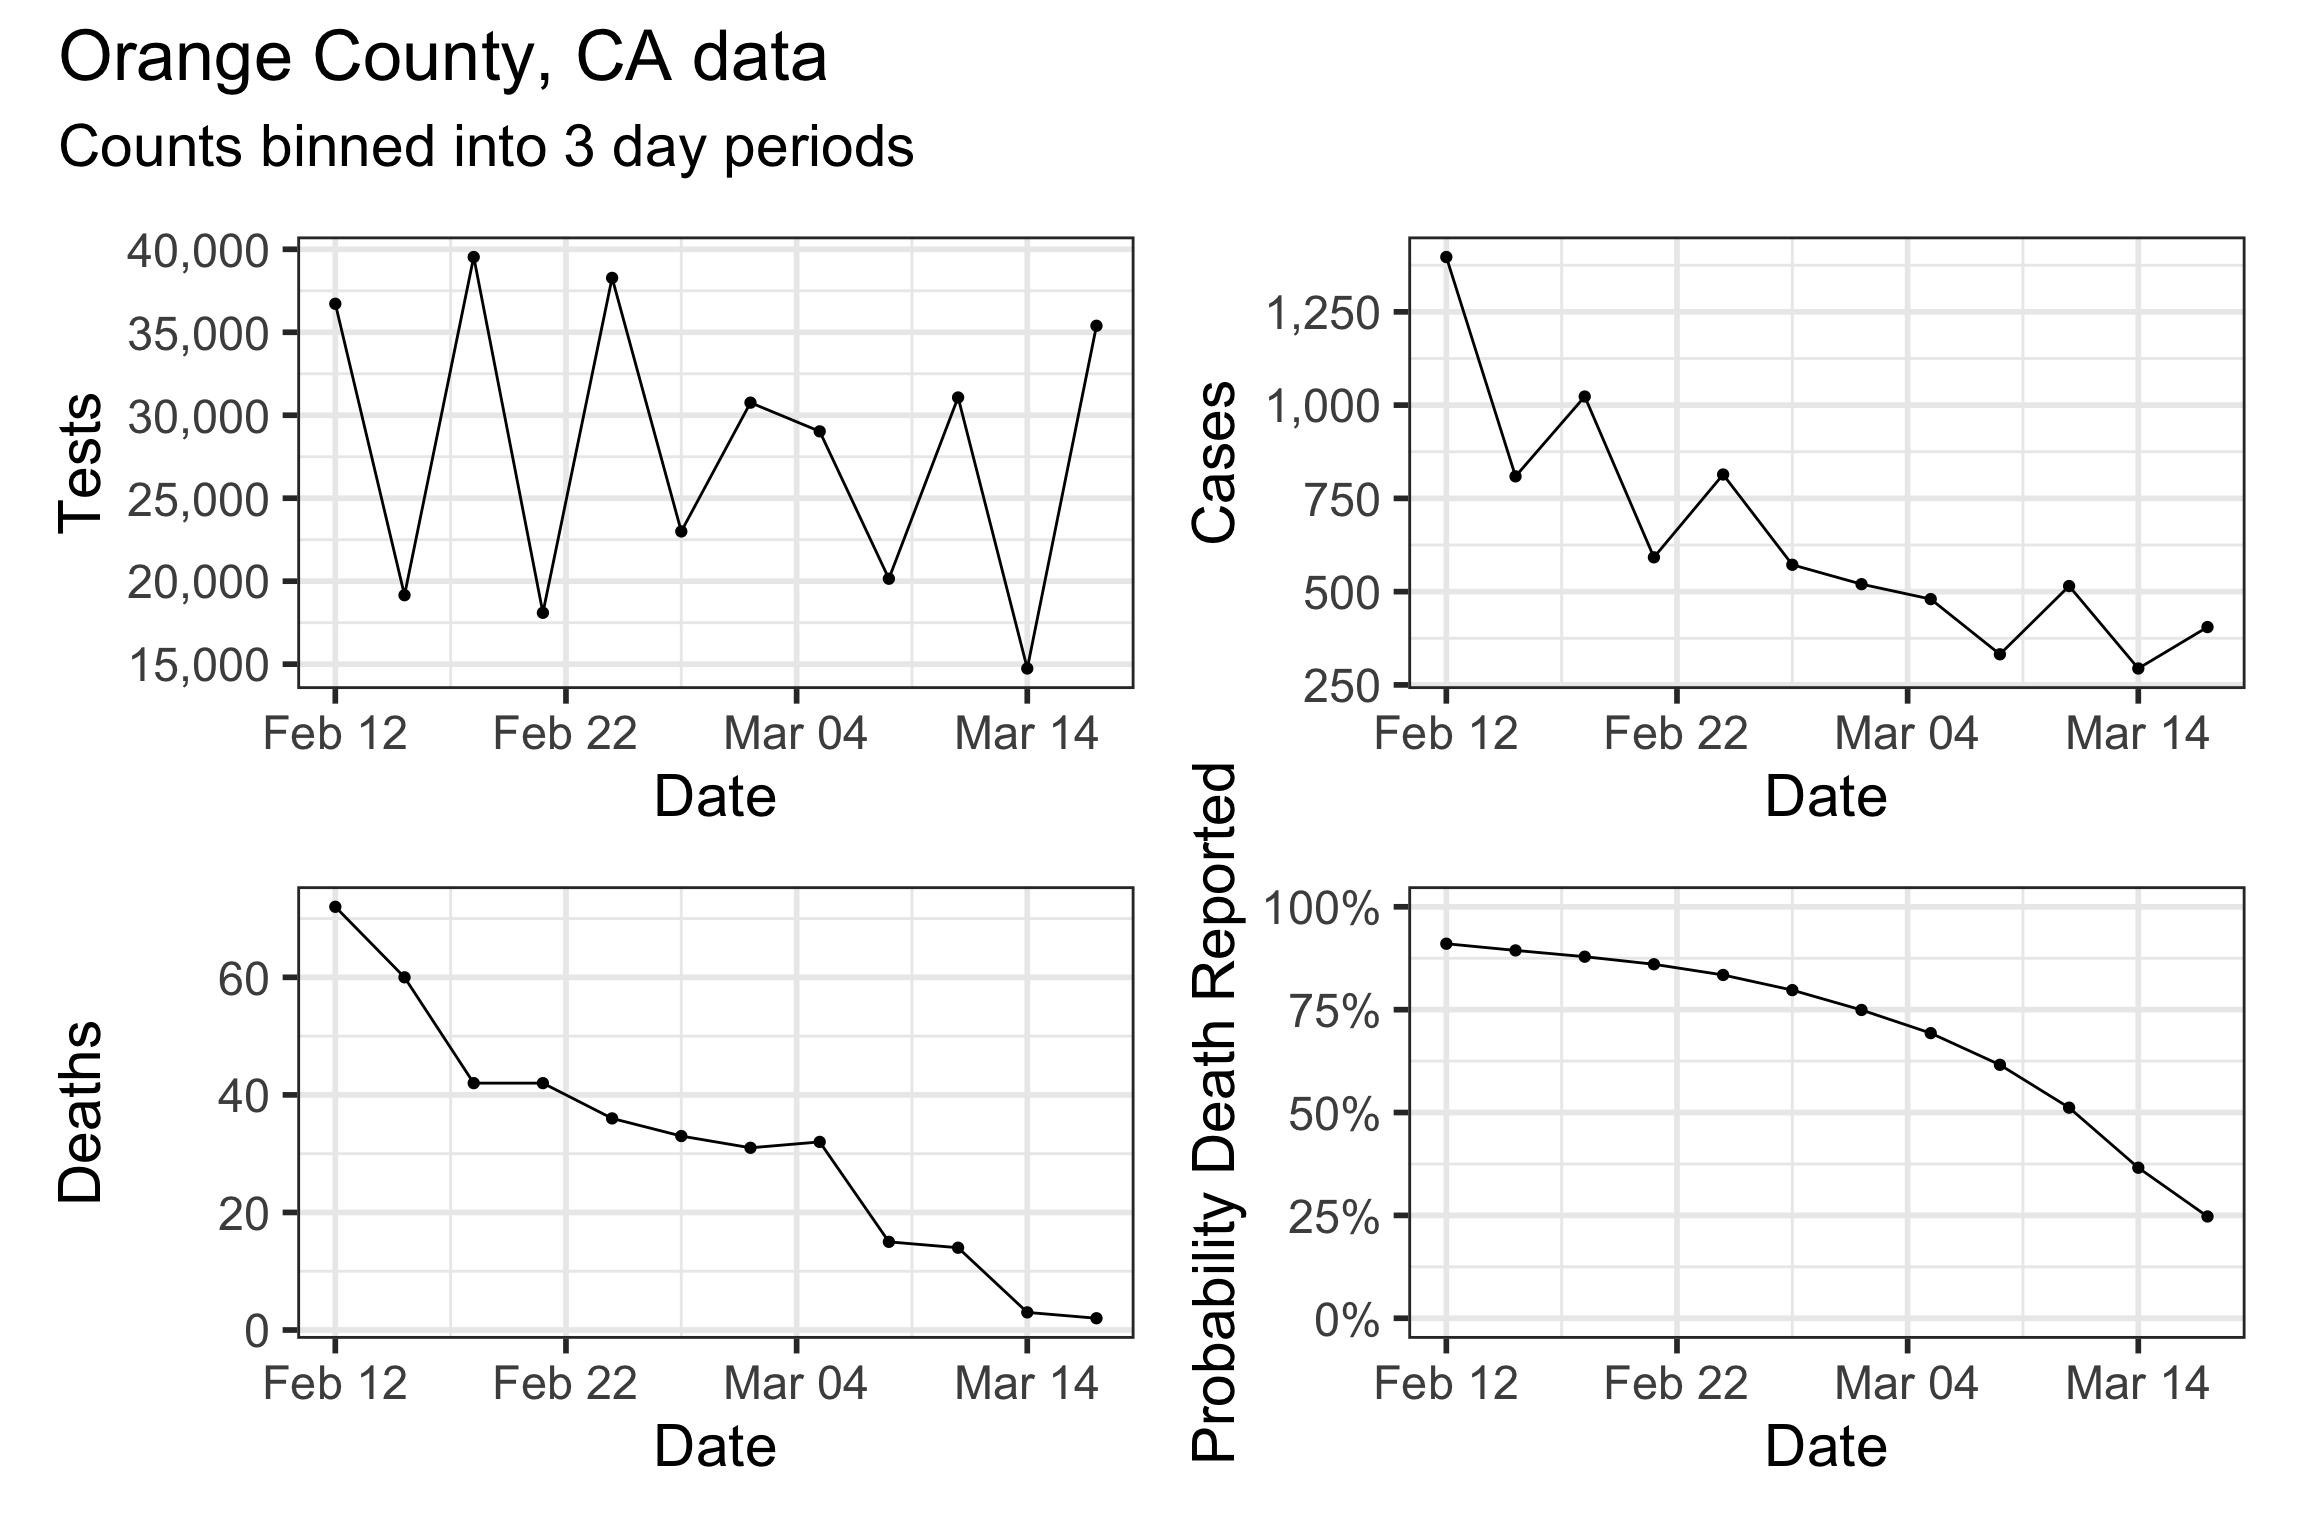 Orange County, CA data
Counts binned into 3 day periods
Tests
40,000
35,000
30,000
25,000
20,000
15,000
Feb 12 Feb 22 Mar 04 Mar 14
Date
Cases
1,250
1,000
750
500
250
Feb 12 Feb 22 Mar 04 Mar 14
Date
Deaths
60
40
20
0
Feb 12 Feb 22 Mar 04 Mar 14
Date
Probability Death Reported
100%
75%
50%
25%
0%
Feb 12 Feb 22 Mar 04 Mar 14
Date